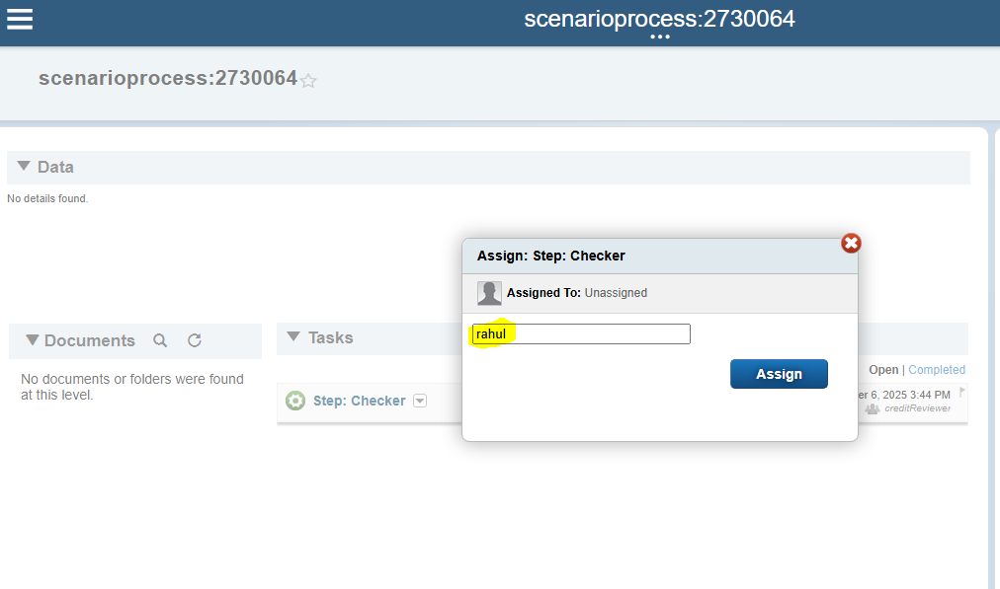 scenarioprocess:2730064
scenarioprocess:2730064
Data
No details found.
Assign: Step: Checker
Assigned To: Unassigned
rahul
Assign
Documents
No documents or folders were found
at this level.
Tasks
Open | Completed
Step: Checker
6, 2025 3:44 PM
creditReviewer